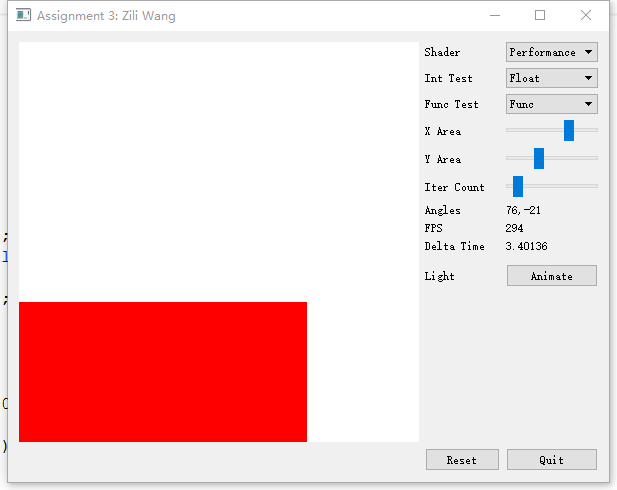 Assignment 3: Zili Wang
Shader Performance
Int Test Float
Func Test Func
X Area
Y Area
Iter Count
Angles 76,-21
FPS 294
Delta Time 3.40136
Light Animate
Reset Quit
;
l
;
)